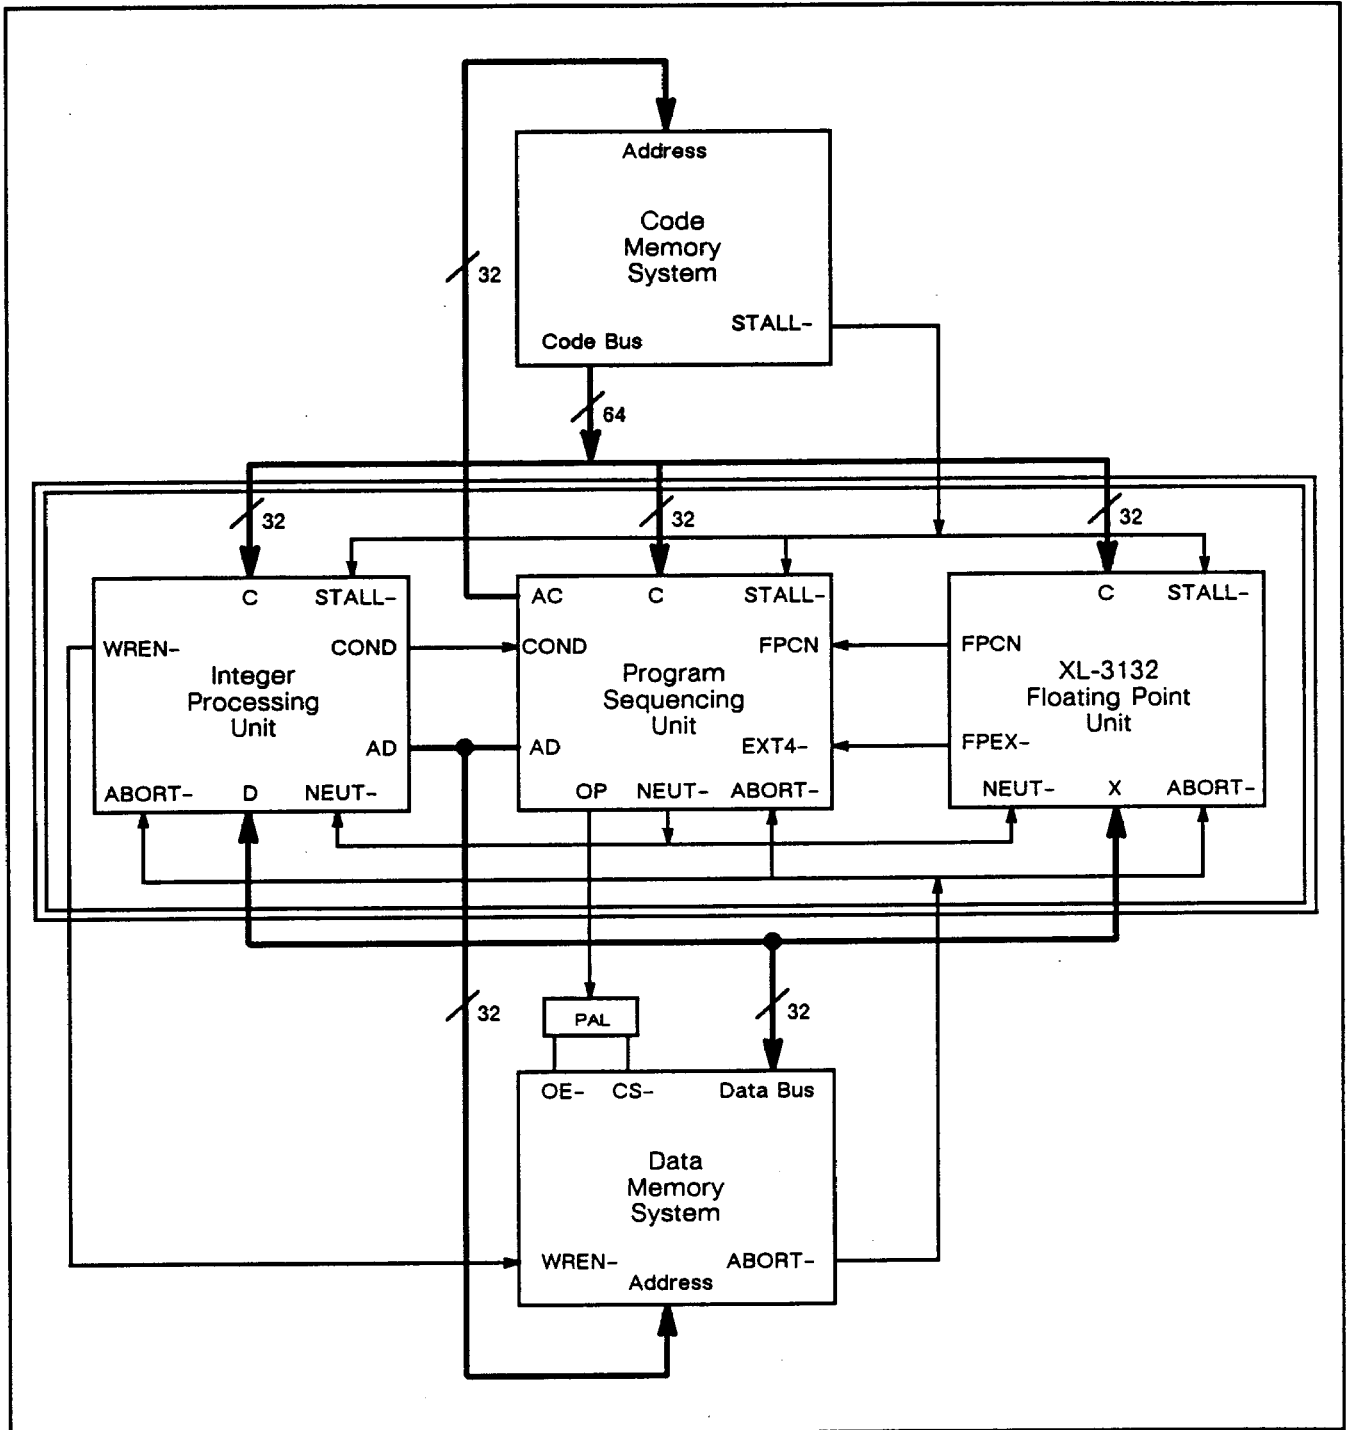 Address
Code
Memory
System
32
STALL-
Code Bus
64
32
32
32
C
STALL-
AC
C
STALL-
C
STALL-
WREN-
COND
COND
FPCN
FPCN
Integer
Processing
Unit
Program
Sequencing
Unit
XL-3132
Floating Point
Unit
AD
AD
EXT4-
FPEX-
ABORT-
D
NEUT-
OP
NEUT-
ABORT-
NEUT-
X
ABORT-
32
32
PAL
OE-
CS-
Data Bus
Data
Memory
System
WREN-
ABORT-
Address